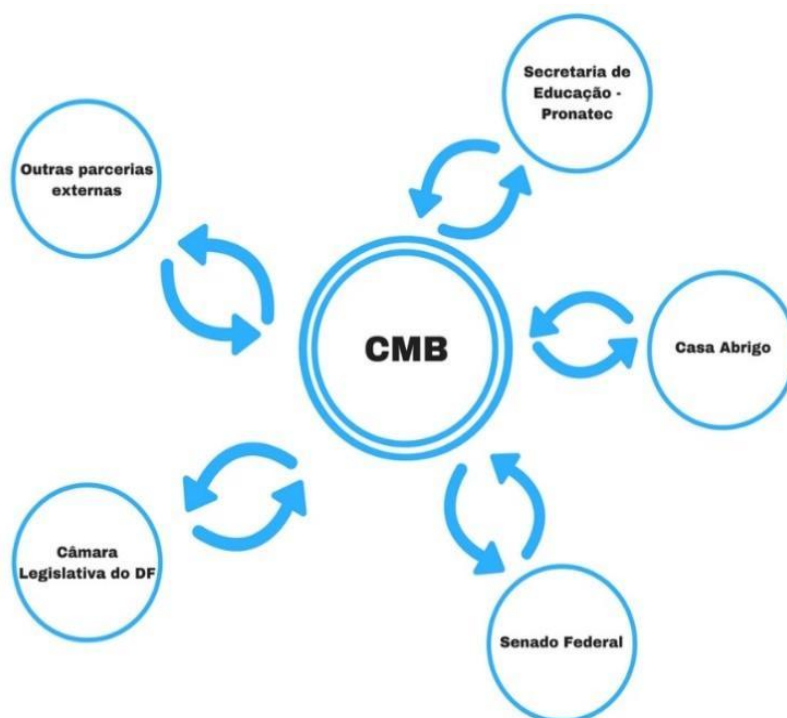 Secretaria de
Educação -
Pronatec
Outras parcerias
externas
CMB
Casa Abrigo
Câmara
Legislativa do DF
Senado Federal